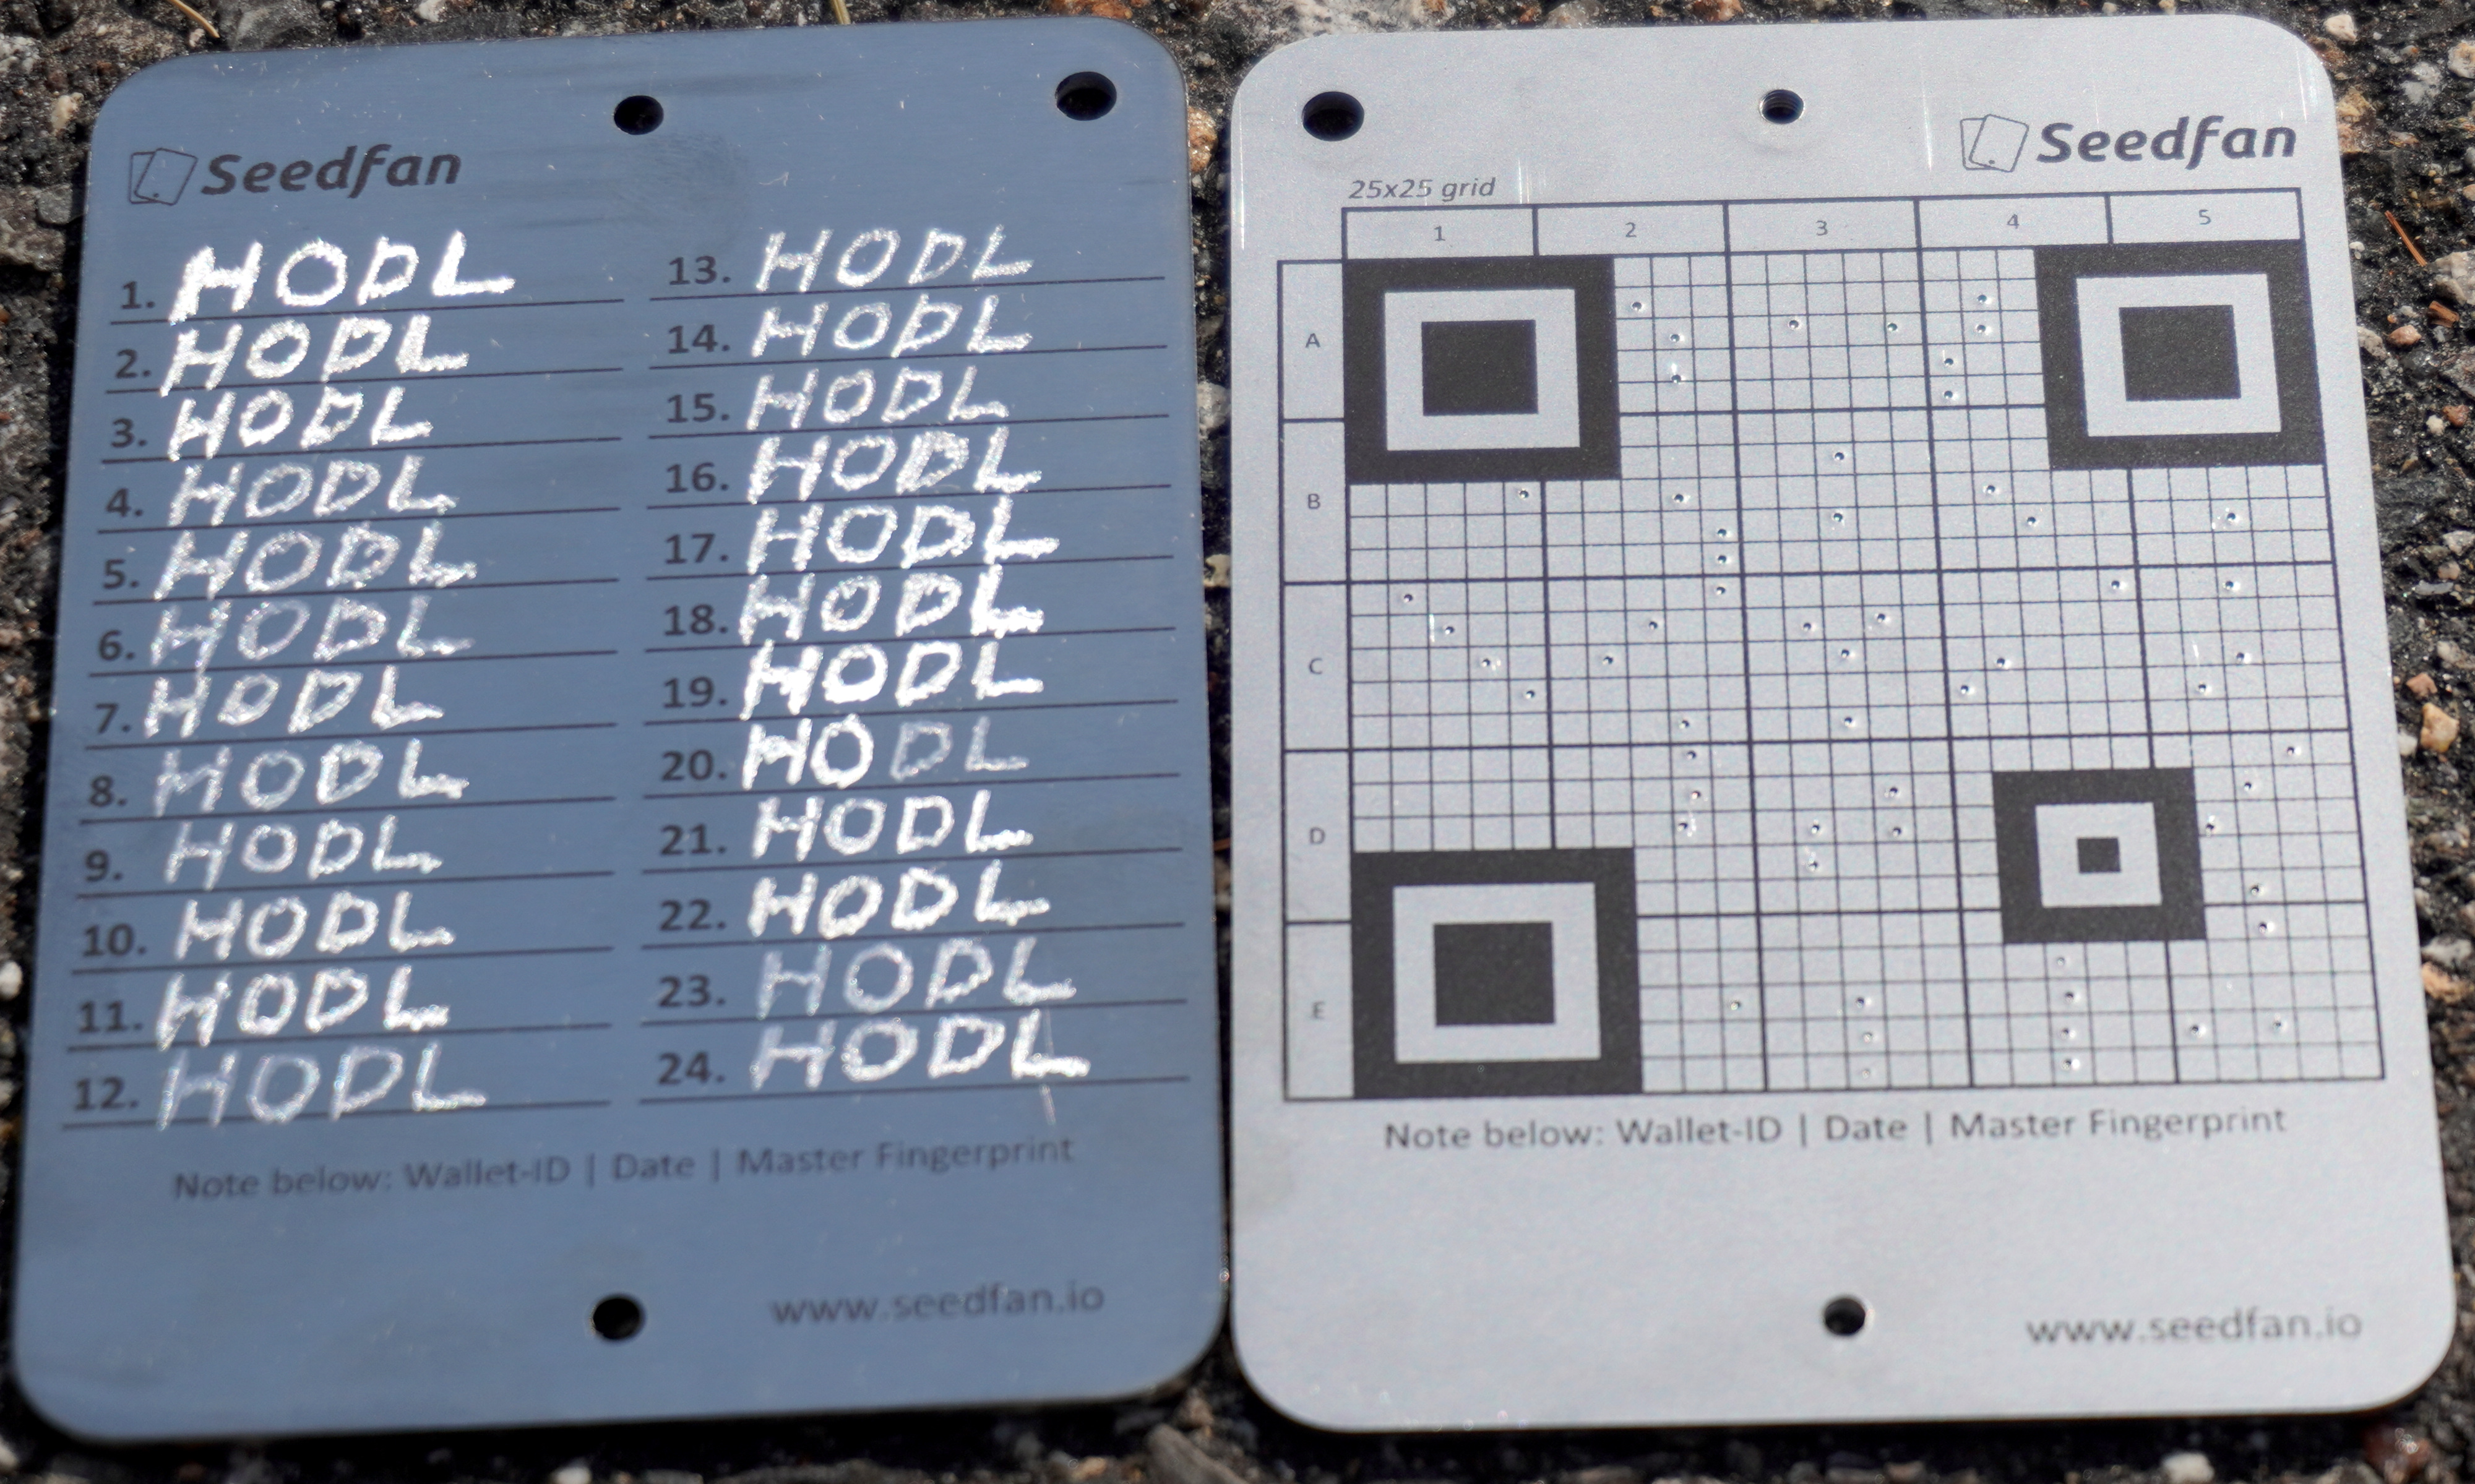 Seedfan
1. HODL
2. HODL
3. HODL
4. HODL
5. HODL
6. HODL
7. HODL
8. HODL
9. HODL
10. HODL
11. HODL
12. HODL
13. HODL
14. HODL
15. HODL
16. HODL
17. HODL
18. HODL
19. HODL
20. HODL
21. HODL
22. HODL
23. HODL
24. HODL
Note below: Wallet-ID | Date | Master Fingerprint
www.seedfan.io
Seedfan
25x25 grid
1 2 3 4 5
A
B
C
D
E
Note below: Wallet-ID | Date | Master Fingerprint
www.seedfan.io